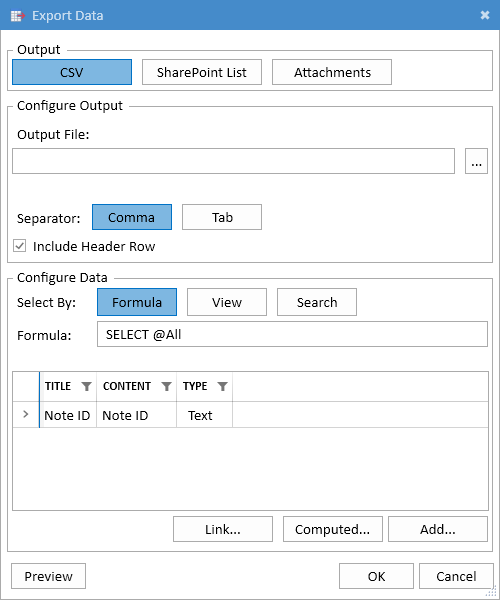 Export Data
Output
CSV SharePoint List Attachments
Configure Output
Output File:
...
Separator: Comma Tab
Include Header Row
Configure Data
Select By: Formula View Search
Formula: SELECT @All
TITLE CONTENT TYPE
Note ID Note ID Text
Link... Computed... Add...
Preview OK Cancel